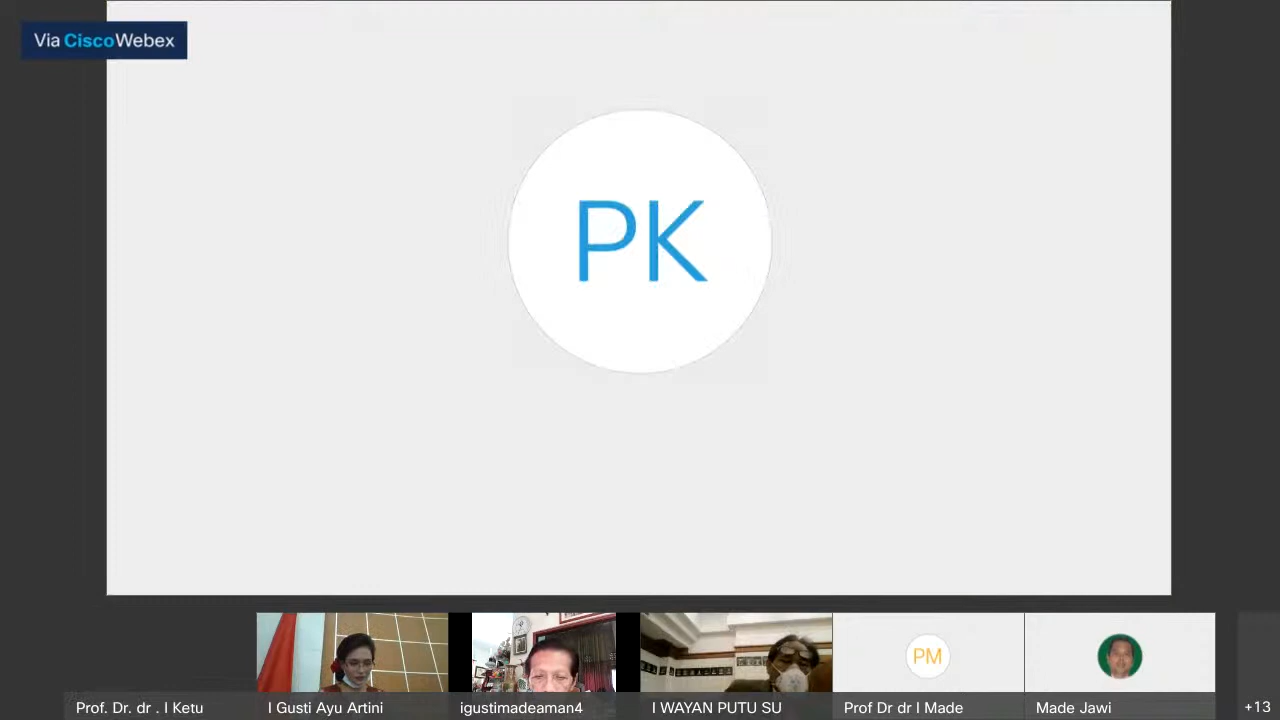 Via CiscoWebex
PK
PM
Prof. Dr. dr . I Ketu
I Gusti Ayu Artini
igustimadeaman4
I WAYAN PUTU SU
Prof Dr dr I Made
Made Jawi
+13